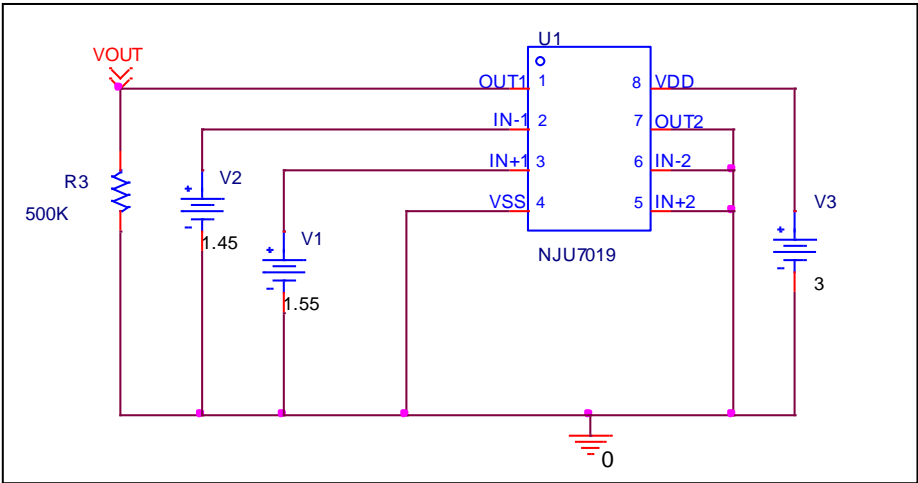 U1
VOUT
OUT1 1 8 VDD
IN-1 2 7 OUT2
IN+1 3 6 IN-2
VSS 4 5 IN+2
NJU7019
R3
500K
V2
+
-
1.45
V1
+
-
1.55
V3
+
-
3
0